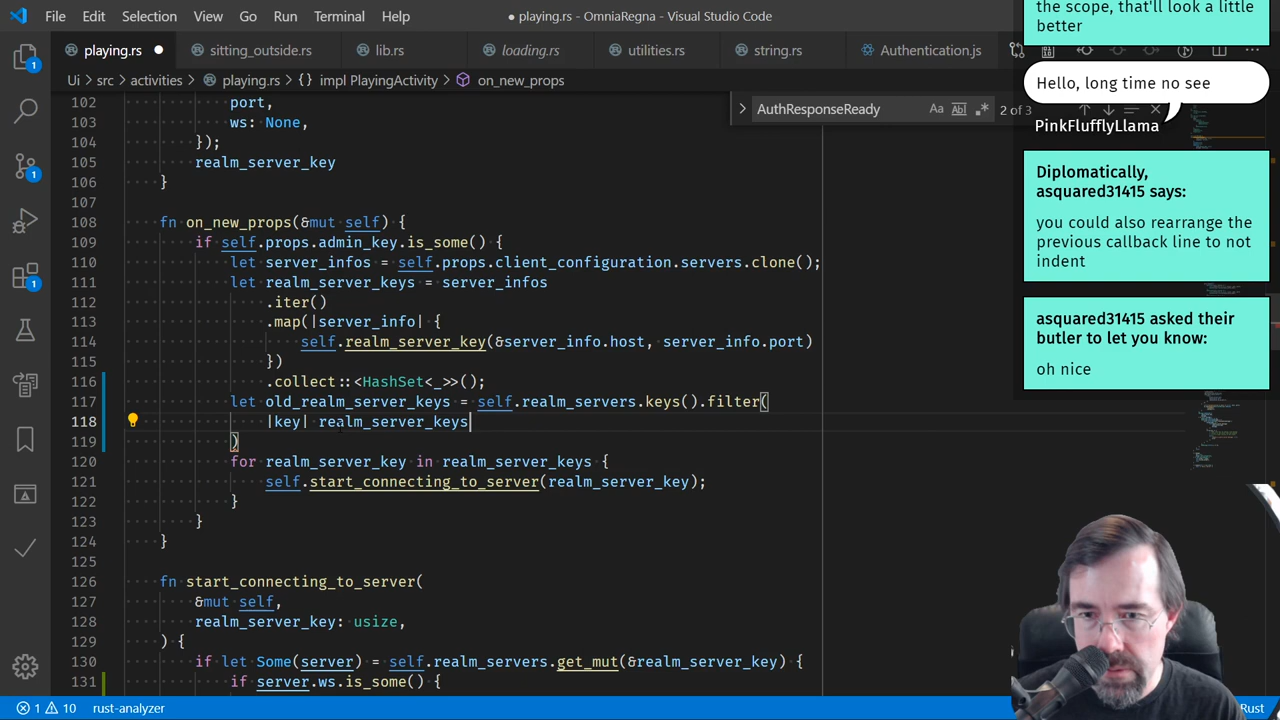 File Edit Selection View Go Run Terminal Help
● playing.rs - OmniaRegna - Visual Studio Code
playing.rs sitting_outside.rs lib.rs loading.rs utilities.rs string.rs Authentication.js
Ui > src > activities > playing.rs > {} impl PlayingActivity > on_new_props
AuthResponseReady 2 of 3
102 port,
103 ws: None,
104 });
105 realm_server_key
106 }
107
108 fn on_new_props(&mut self) {
109 if self.props.admin_key.is_some() {
110 let server_infos = self.props.client_configuration.servers.clone();
111 let realm_server_keys = server_infos
112 .iter()
113 .map(|server_info| {
114 self.realm_server_key(&server_info.host, server_info.port)
115 })
116 .collect::<HashSet<_>>();
117 let old_realm_server_keys = self.realm_servers.keys().filter(
118 |key| realm_server_keys
119 )
120 for realm_server_key in realm_server_keys {
121 self.start_connecting_to_server(realm_server_key);
122 }
123 }
124 }
125
126 fn start_connecting_to_server(
127 &mut self,
128 realm_server_key: usize,
129 ) {
130 if let Some(server) = self.realm_servers.get_mut(&realm_server_key) {
131 if server.ws.is_some() {
the scope, that'll look a little
better
Hello, long time no see
PinkFlufflyLlama
Diplomatically,
asquared31415 says:
you could also rearrange the
previous callback line to not
indent
asquared31415 asked their
butler to let you know:
oh nice
1 10 rust-analyzer
Rust